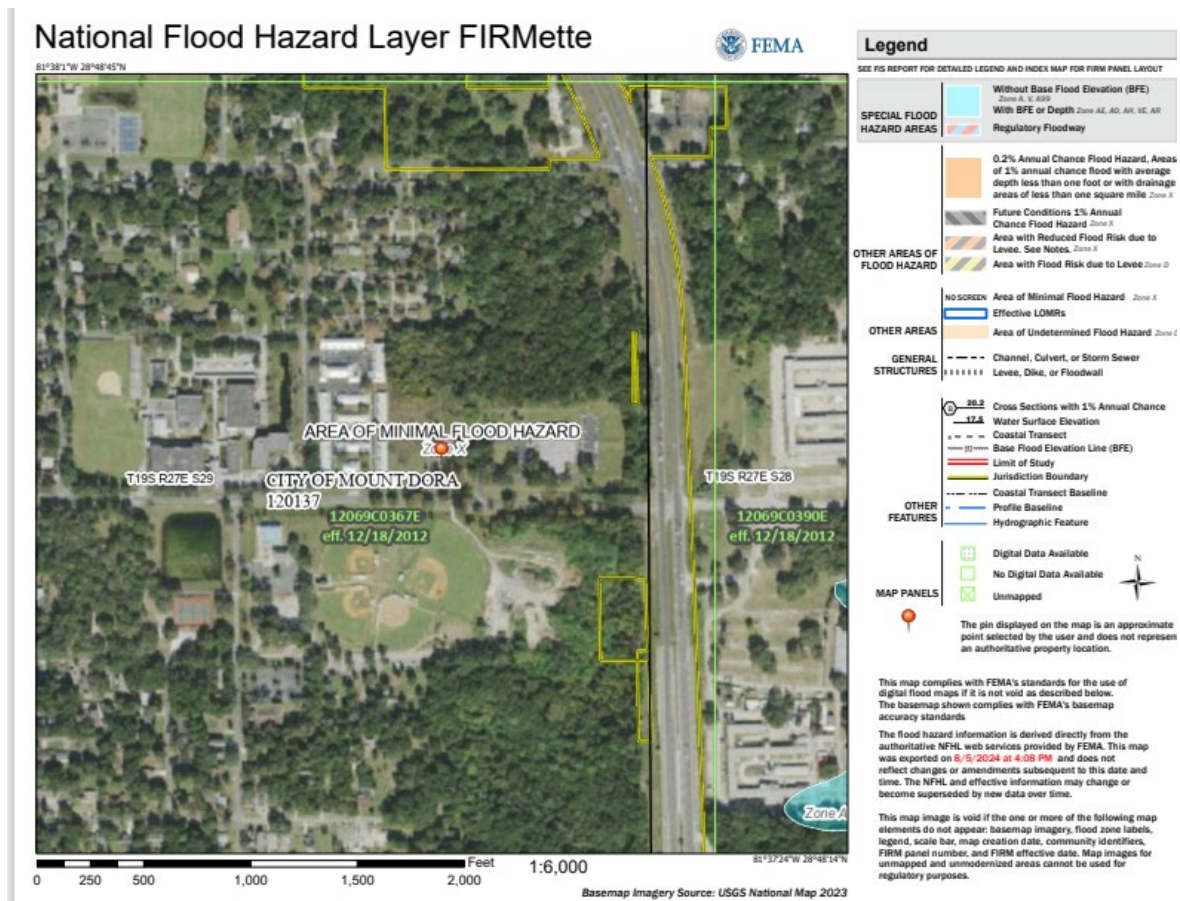 National Flood Hazard Layer FIRMette
FEMA
81°38'1"W 28°48'45"N
AREA OF MINIMAL FLOOD HAZARD
Zone X
T19S R27E S29
T19S R27E S28
CITY OF MOUNT DORA
120137
12069C0367E
eff. 12/18/2012
12069C0390E
eff. 12/18/2012
Zone A
81°37'24"W 28°48'14"N
Feet
1:6,000
0
250
500
1,000
1,500
2,000
Basemap Imagery Source: USGS National Map 2023
Legend
SEE FIS REPORT FOR DETAILED LEGEND AND INDEX MAP FOR FIRM PANEL LAYOUT
SPECIAL FLOOD
HAZARD AREAS
Without Base Flood Elevation (BFE)
Zone A, V, A99
With BFE or Depth Zone AE, AO, AH, VE, AR
Regulatory Floodway
OTHER AREAS OF
FLOOD HAZARD
0.2% Annual Chance Flood Hazard, Areas
of 1% annual chance flood with average
depth less than one foot or with drainage
areas of less than one square mile Zone X
Future Conditions 1% Annual
Chance Flood Hazard Zone X
Area with Reduced Flood Risk due to
Levee. See Notes. Zone X
Area with Flood Risk due to Levee Zone D
OTHER AREAS
NO SCREEN Area of Minimal Flood Hazard Zone X
Effective LOMRs
Area of Undetermined Flood Hazard Zone
GENERAL
STRUCTURES
Channel, Culvert, or Storm Sewer
Levee, Dike, or Floodwall
OTHER
FEATURES
B 20.2 Cross Sections with 1% Annual Chance
17.5 Water Surface Elevation
Coastal Transect
Base Flood Elevation Line (BFE)
Limit of Study
Jurisdiction Boundary
Coastal Transect Baseline
Profile Baseline
Hydrographic Feature
MAP PANELS
Digital Data Available
No Digital Data Available
Unmapped
N
The pin displayed on the map is an approximate
point selected by the user and does not represen
an authoritative property location.
This map complies with FEMA's standards for the use of
digital flood maps if it is not void as described below.
The basemap shown complies with FEMA's basemap
accuracy standards
The flood hazard information is derived directly from the
authoritative NFHL web services provided by FEMA. This map
was exported on 8/5/2024 at 4:08 PM and does not
reflect changes or amendments subsequent to this date and
time. The NFHL and effective information may change or
become superseded by new data over time.
This map image is void if the one or more of the following map
elements do not appear: basemap imagery, flood zone labels,
legend, scale bar, map creation date, community identifiers,
FIRM panel number, and FIRM effective date. Map images for
unmapped and unmodernized areas cannot be used for
regulatory purposes.